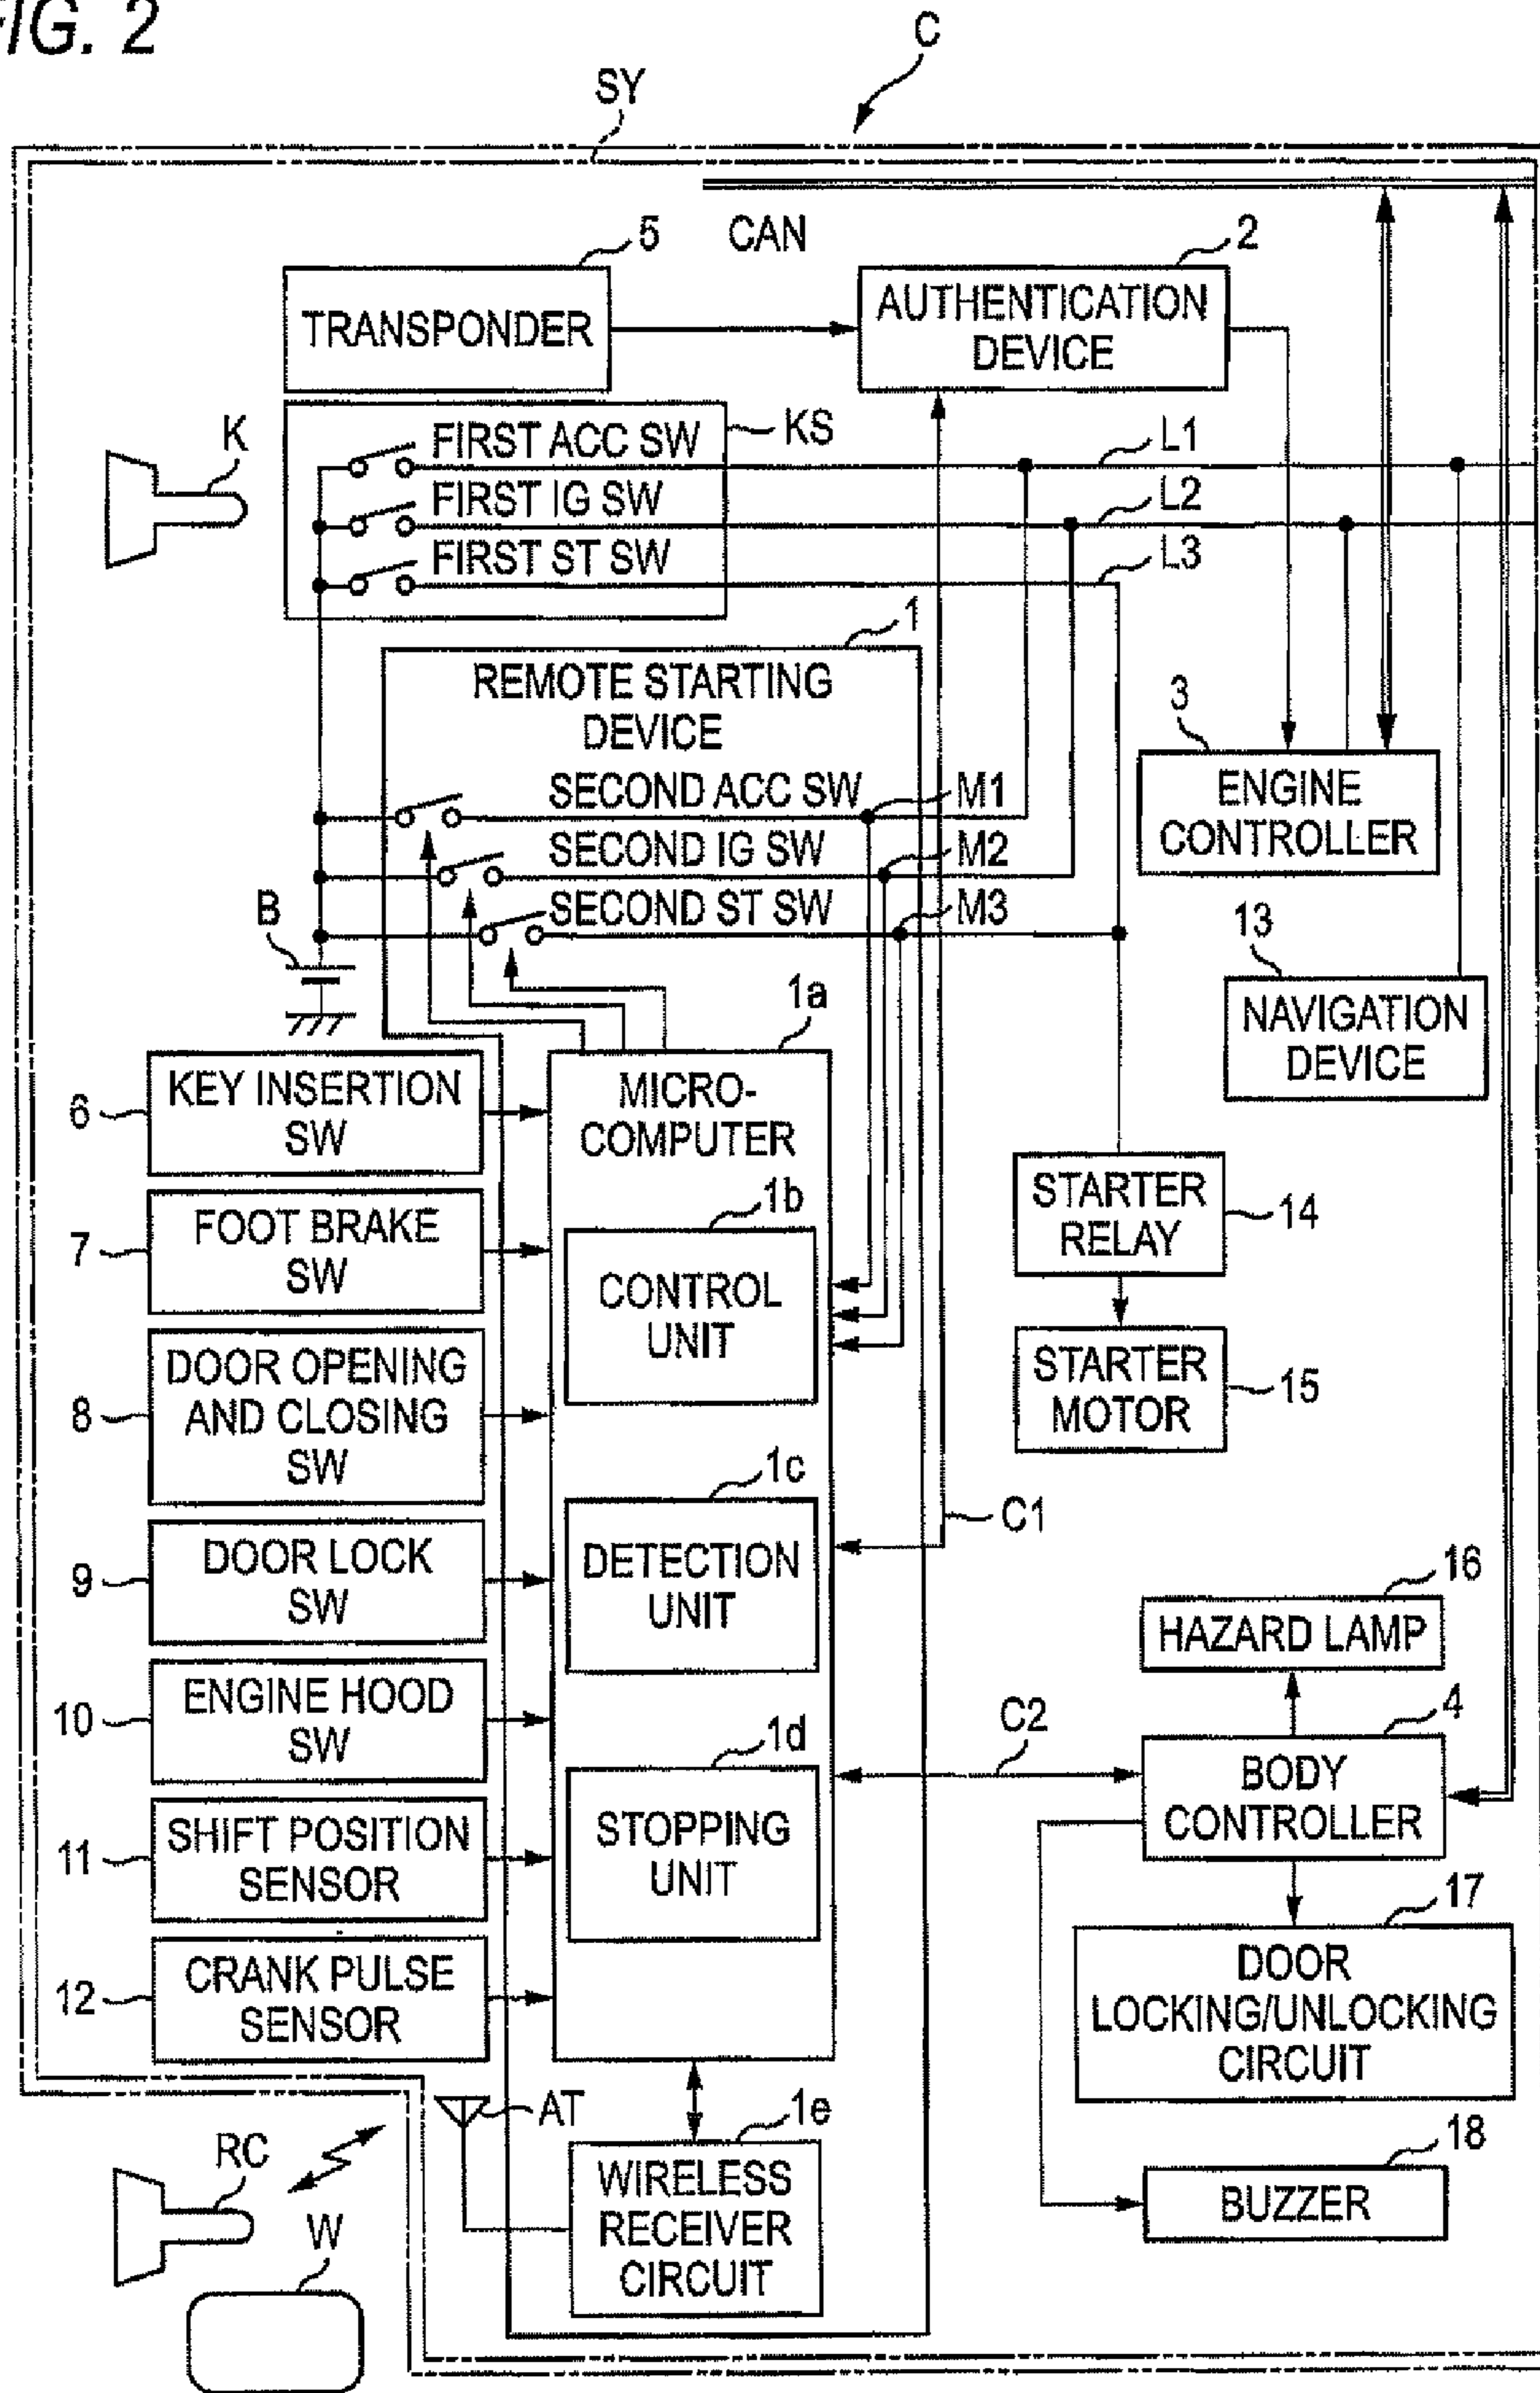 FIG. 2
C
SY
CAN
5
TRANSPONDER
2
AUTHENTICATION
DEVICE
K
KS
FIRST ACC SW
L1
FIRST IG SW
L2
FIRST ST SW
L3
1
REMOTE STARTING
DEVICE
3
ENGINE
CONTROLLER
SECOND ACC SW
M1
SECOND IG SW
M2
SECOND ST SW
M3
B
13
NAVIGATION
DEVICE
1a
MICRO-
COMPUTER
6
KEY INSERTION
SW
7
FOOT BRAKE
SW
1b
CONTROL
UNIT
STARTER
RELAY
14
STARTER
MOTOR
15
8
DOOR OPENING
AND CLOSING
SW
1c
DETECTION
UNIT
C1
9
DOOR LOCK
SW
16
HAZARD LAMP
10
ENGINE HOOD
SW
1d
STOPPING
UNIT
C2
4
BODY
CONTROLLER
11
SHIFT POSITION
SENSOR
17
DOOR
LOCKING/UNLOCKING
CIRCUIT
12
CRANK PULSE
SENSOR
AT
1e
WIRELESS
RECEIVER
CIRCUIT
18
BUZZER
RC
W